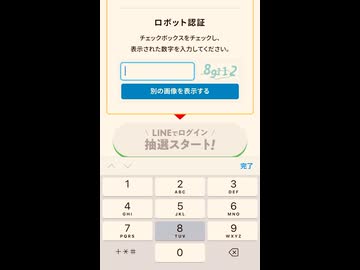 ロボット認証
チェックボックスをチェックし、
表示された数字を入力してください。
89112
別の画像を表示する
\ LINEでログイン /
抽選スタート!
完了
1
2 ABC
3 DEF
4 GHI
5 JKL
6 MNO
7 PQRS
8 TUV
9 WXYZ
+*#
0